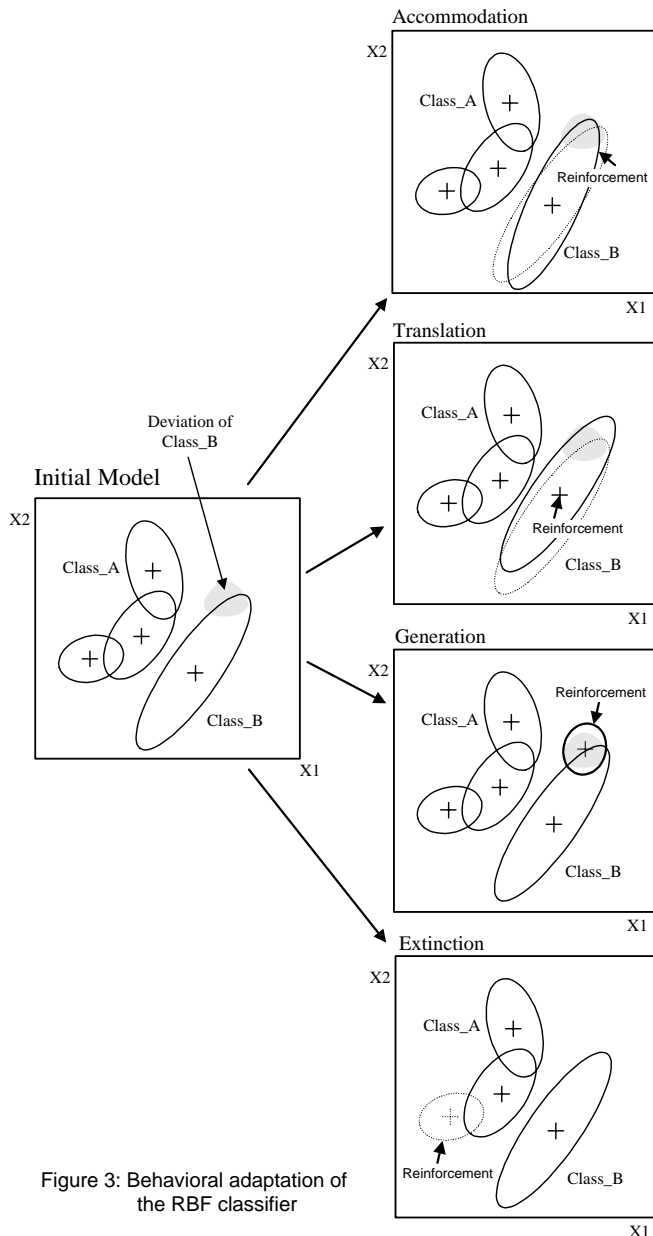 Accommodation
X2
Class_A
Reinforcement
Class_B
X1
Translation
X2
Class_A
Reinforcement
Class_B
X1
Deviation of
Class_B
Initial Model
X2
Class_A
Class_B
X1
Generation
X2
Reinforcement
Class_A
Class_B
X1
Extinction
X2
Class_A
Reinforcement
Class_B
X1
Figure 3: Behavioral adaptation of
the RBF classifier